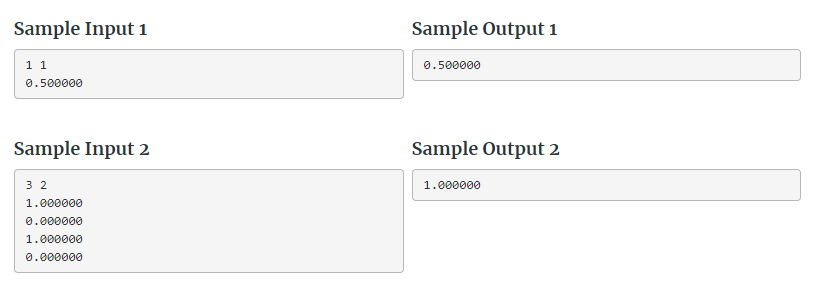 Sample Input 1
Sample Output 1
1 1
0.500000
0.500000
Sample Input 2
Sample Output 2
3 2
1.000000
0.000000
1.000000
0.000000
1.000000